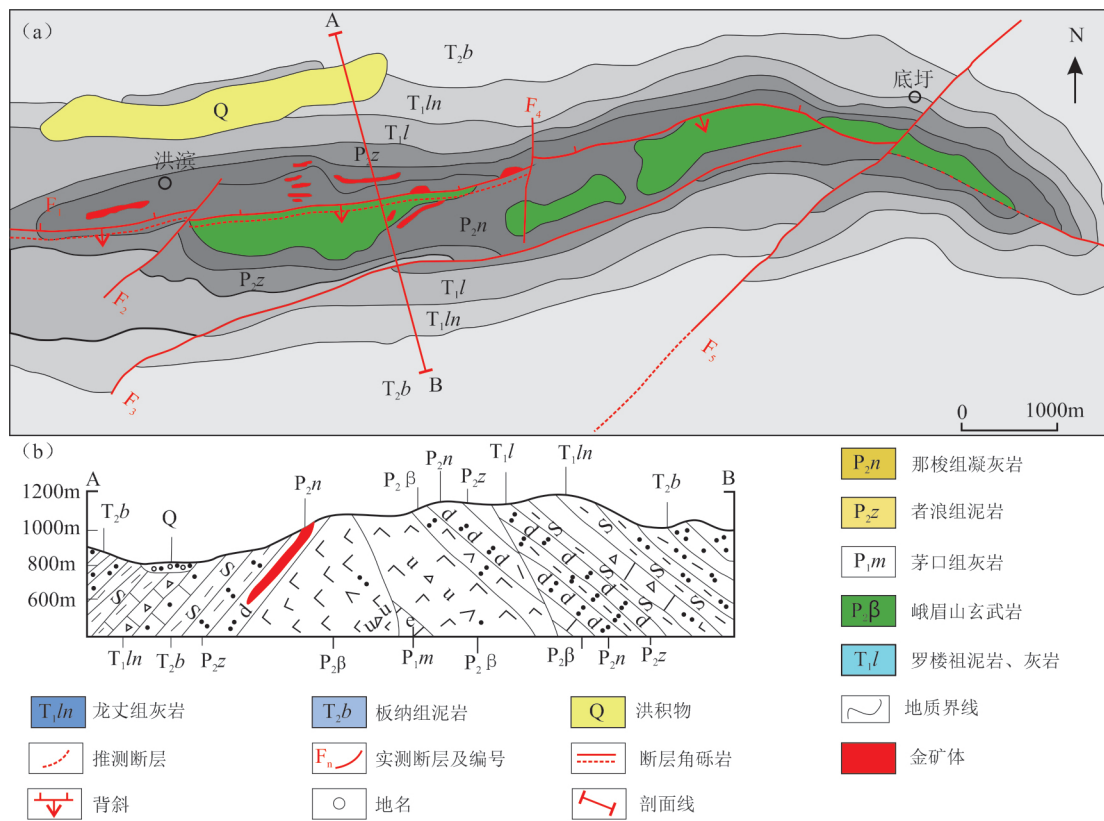 (a)
A
T₂b
N
Q
T₁ln
底圩
T₁l
F₄
P₂z
洪滨
F₁
P₂n
P₂z
F₂
T₁l
T₁ln
F₅
F₃
T₂b
B
0 1000m
(b)
A
P₂n
P₂β
P₂n
P₂z
T₁l
T₁ln
B
1200m
T₂b
Q
T₂b
1000m
800m
600m
T₁ln
T₂b
P₂z
P₂β
P₁m
P₂β
P₂β
P₂n
P₂z
P₂n 那梭组凝灰岩
P₂z 者浪组泥岩
P₁m 茅口组灰岩
P₂β 峨眉山玄武岩
T₁l 罗楼祖泥岩、灰岩
T₁ln 龙丈组灰岩
T₂b 板纳组泥岩
Q 洪积物
地质界线
推测断层
Fₙ 实测断层及编号
断层角砾岩
金矿体
背斜
地名
剖面线